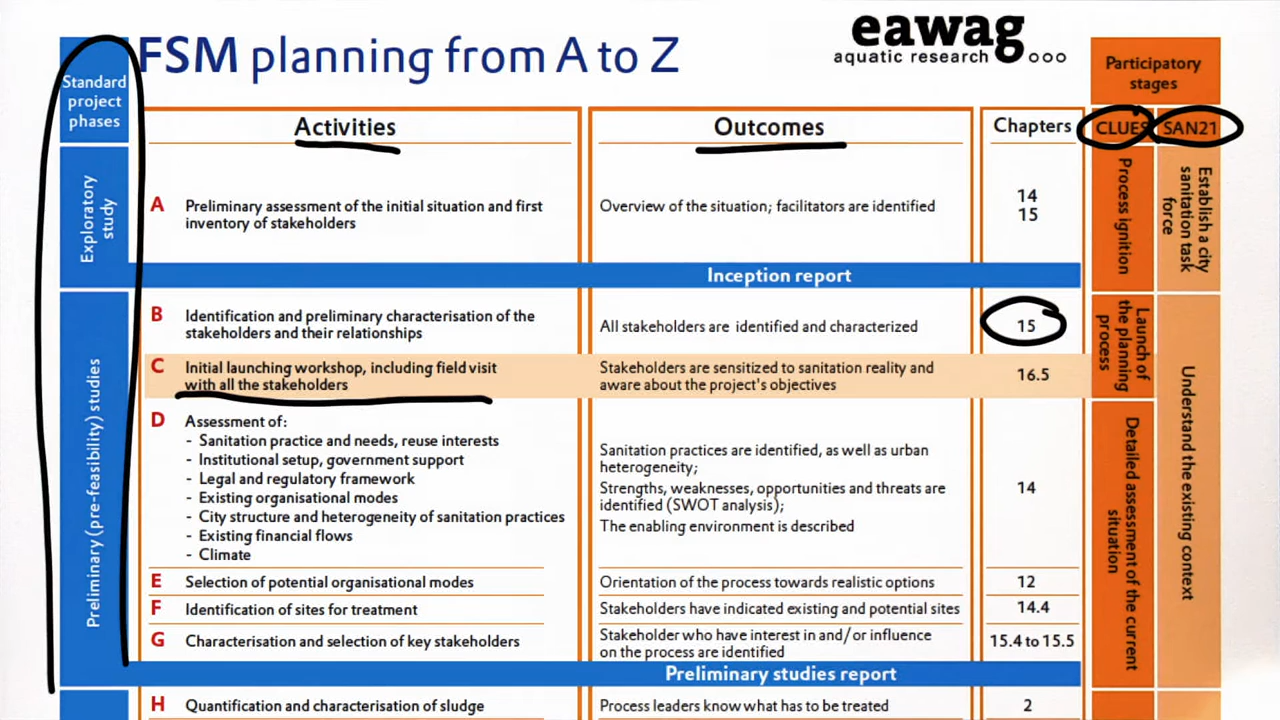 FSM planning from A to Z
eawag
aquatic research ooo
Standard
project
phases
Activities
Outcomes
Chapters
Participatory
stages
CLUES
SAN21
Exploratory
study
A Preliminary assessment of the initial situation and first
inventory of stakeholders
Overview of the situation; facilitators are identified
14
15
Process ignition
Establish a city
sanitation task
force
Inception report
Preliminary (pre-feasibility) studies
B Identification and preliminary characterisation of the
stakeholders and their relationships
All stakeholders are identified and characterized
15
Launch of
the planning
process
Understand the existing context
C Initial launching workshop, including field visit
with all the stakeholders
Stakeholders are sensitized to sanitation reality and
aware about the project's objectives
16.5
D Assessment of:
- Sanitation practice and needs, reuse interests
- Institutional setup, government support
- Legal and regulatory framework
- Existing organisational modes
- City structure and heterogeneity of sanitation practices
- Existing financial flows
- Climate
Sanitation practices are identified, as well as urban
heterogeneity;
Strengths, weaknesses, opportunities and threats are
identified (SWOT analysis);
The enabling environment is described
14
Detailed assessment of the current
situation
E Selection of potential organisational modes
Orientation of the process towards realistic options
12
F Identification of sites for treatment
Stakeholders have indicated existing and potential sites
14.4
G Characterisation and selection of key stakeholders
Stakeholder who have interest in and/or influence
on the process are identified
15.4 to 15.5
Preliminary studies report
H Quantification and characterisation of sludge
Process leaders know what has to be treated
2